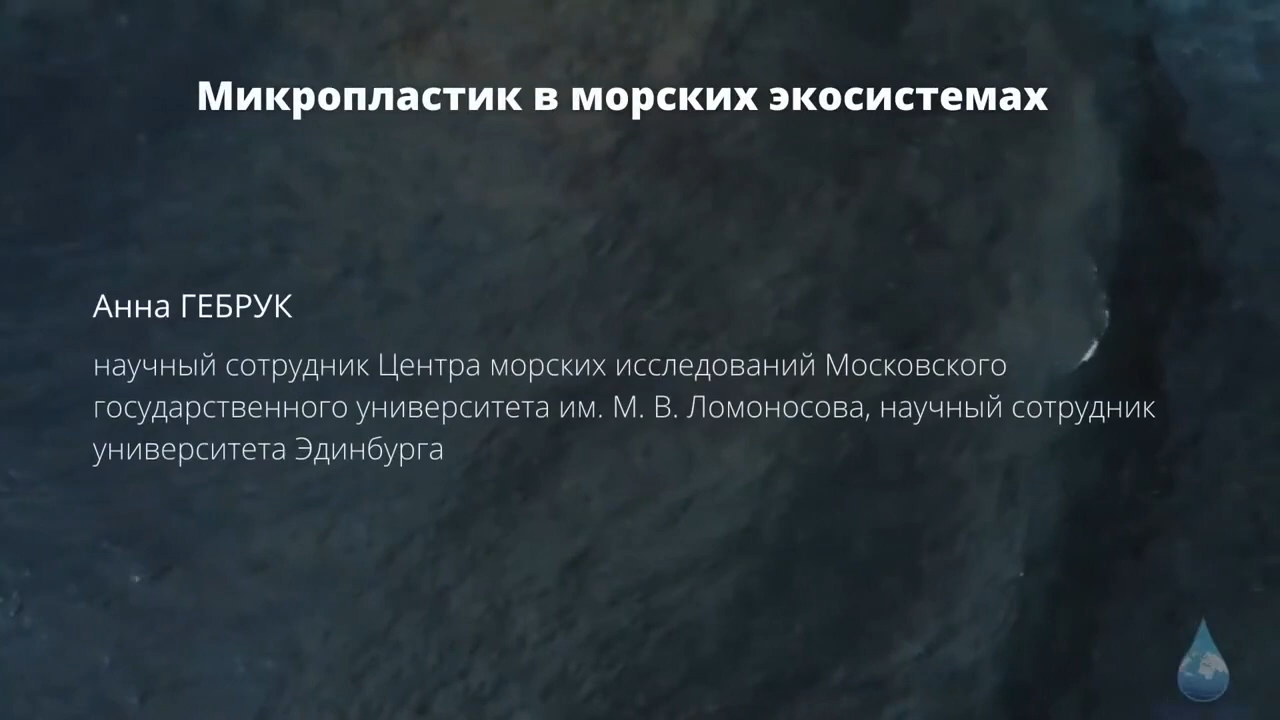 Микропластик в морских экосистемах
Анна ГЕБРУК
научный сотрудник Центра морских исследований Московского
государственного университета им. М. В. Ломоносова, научный сотрудник
университета Эдинбурга